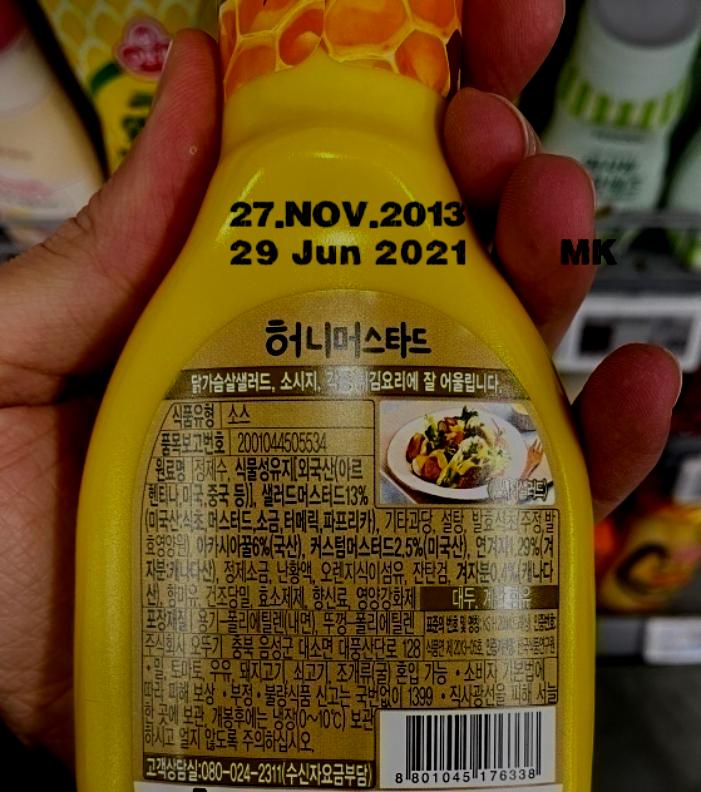 27.NOV.2013
29 Jun 2021 MK
허니머스타드
닭가슴살샐러드, 소시지, 각종 튀김요리에 잘 어울립니다.
식품유형 소스
품목보고번호 2001044505534
원료명 정제수, 식물성유지[외국산(아르
헨티나,미국,중국 등)], 샐러드머스타드13%
(미국산,식초,머스타드,소금,터메릭,파프리카), 기타과당, 설탕, 발효식초(주정,발
효영양원), 아카시아꿀6%(국산), 커스텀머스타드2.5%(미국산), 연겨자1.29%(겨
자분:캐나다산), 정제소금, 난황액, 오렌지식이섬유, 잔탄검, 겨자분0.4%(캐나다
산), 함미유, 건조당밀, 효소제제, 향신료, 영양강화제 대두, 계란 함유
포장재질 용기-폴리에틸렌(내면), 뚜껑-폴리에틸렌
주식회사 오뚜기 충북 음성군 대소면 대풍산단로 128
·밀, 토마토, 우유, 돼지고기, 쇠고기, 조개류(굴) 혼입 가능 ·소비자 기본법에
따라 피해 보상 ·부정·불량식품 신고는 국번없이 1399 ·직사광선을 피해 서늘
한 곳에 보관, 개봉후에는 냉장(0~10℃) 보관
하시고 얼지 않도록 주의하십시오.
고객상담실:080-024-2311(수신자요금부담)
8 801045 176338